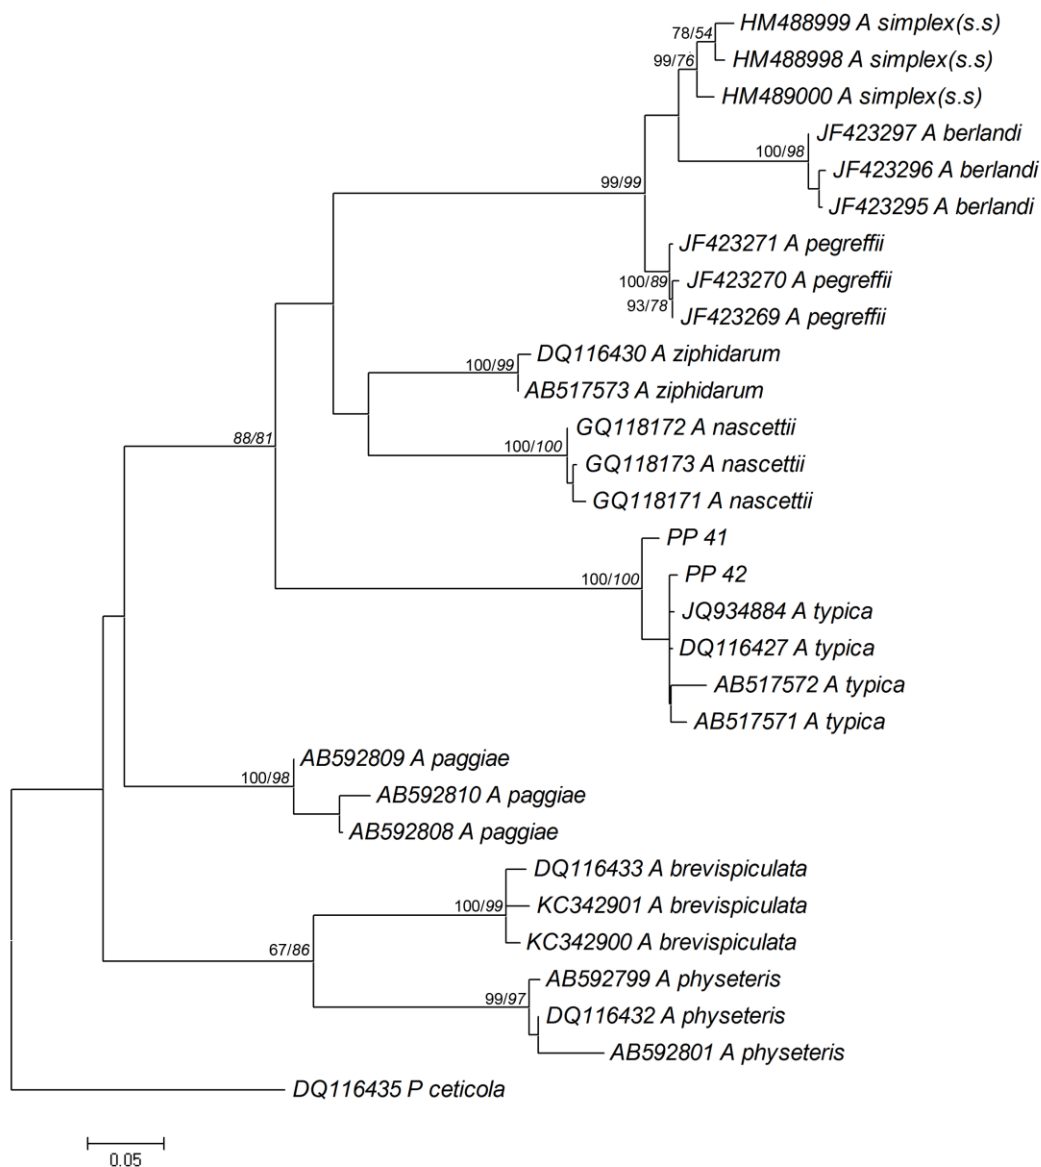 HM488999 A simplex(s.s)
78/54
HM488998 A simplex(s.s)
99/76
HM489000 A simplex(s.s)
JF423297 A berlandi
100/98
JF423296 A berlandi
99/99
JF423295 A berlandi
JF423271 A pegreffii
100/89
JF423270 A pegreffii
93/78
JF423269 A pegreffii
DQ116430 A ziphidarum
100/99
AB517573 A ziphidarum
GQ118172 A nascettii
88/81
100/100
GQ118173 A nascettii
GQ118171 A nascettii
PP 41
100/100
PP 42
JQ934884 A typica
DQ116427 A typica
AB517572 A typica
AB517571 A typica
AB592809 A paggiae
100/98
AB592810 A paggiae
AB592808 A paggiae
DQ116433 A brevispiculata
100/99
KC342901 A brevispiculata
KC342900 A brevispiculata
67/86
AB592799 A physeteris
99/97
DQ116432 A physeteris
AB592801 A physeteris
DQ116435 P ceticola
0.05